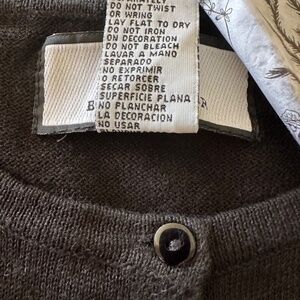 DO NOT TWIST
OR WRING
LAY FLAT TO DRY
DO NOT IRON
ON DECORATION
DO NOT BLEACH
LAVAR A MANO
SEPARADO
NO EXPRIMIR
O RETORCER
SECAR SOBRE
SUPERFICIE PLANA
NO PLANCHAR
LA DECORACION
NO USAR